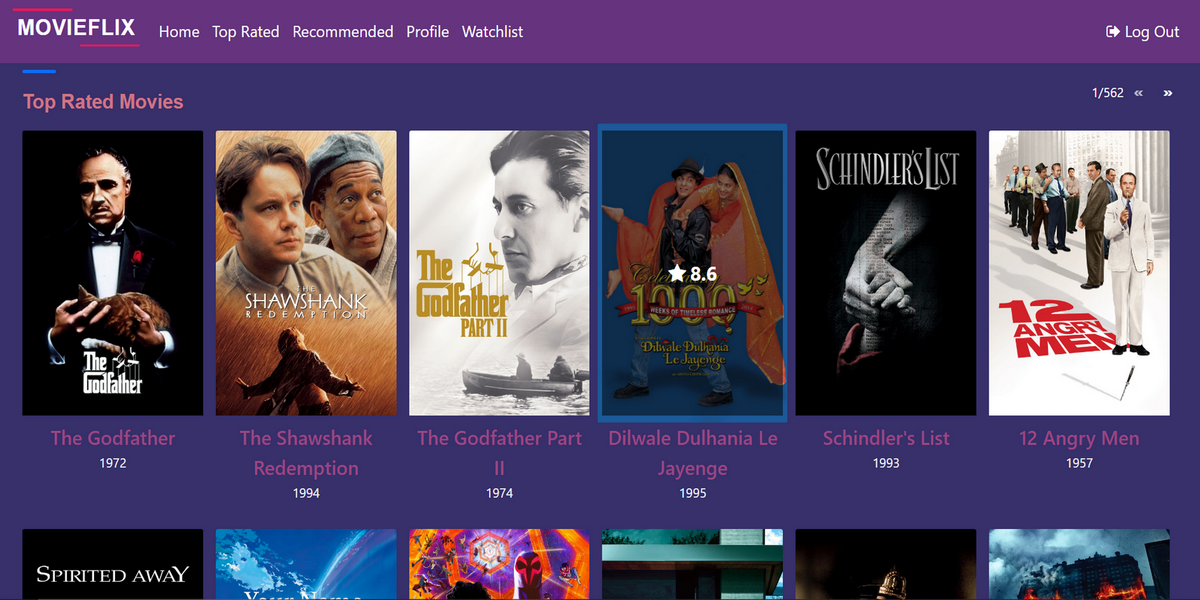 MOVIEFLIX
Home Top Rated Recommended Profile Watchlist
Log Out
Top Rated Movies
1/562 « »
The
Godfather
THE
SHAWSHANK
REDEMPTION
The
Godfather
PART II
8.6
1000
WEEKS OF TIMELESS ROMANCE
Dilwale Dulhania
Le Jayenge
SCHINDLER'S LIST
12
ANGRY
MEN
The Godfather
1972
The Shawshank
Redemption
1994
The Godfather Part
II
1974
Dilwale Dulhania Le
Jayenge
1995
Schindler's List
1993
12 Angry Men
1957
SPIRITED AWAY
Your Name